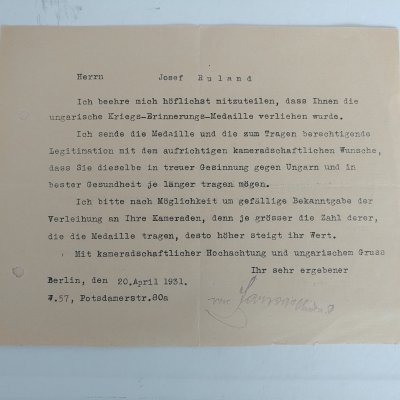 Herrn Josef Ruland
Ich beehre mich höflichst mitzuteilen, dass Ihnen die
ungarische Kriegs-Erinnerungs-Medaille verliehen wurde.
Ich sende die Medaille und die zum Tragen berechtigende
Legitimation mit dem aufrichtigen kameradschaftlichen Wunsche,
dass Sie dieselbe in treuer Gesinnung gegen Ungarn und in
bester Gesundheit je länger tragen mögen.
Ich bitte nach Möglichkeit um gefällige Bekanntgabe der
Verleihung an Ihre Kameraden, denn je grösser die Zahl derer,
die die Medaille tragen, desto höher steigt ihr Wert.
Mit kameradschaftlicher Hochachtung und ungarischem Gruss
Ihr sehr ergebener
Berlin, den 20.April 1931.
W.57, Potsdamerstr.80a